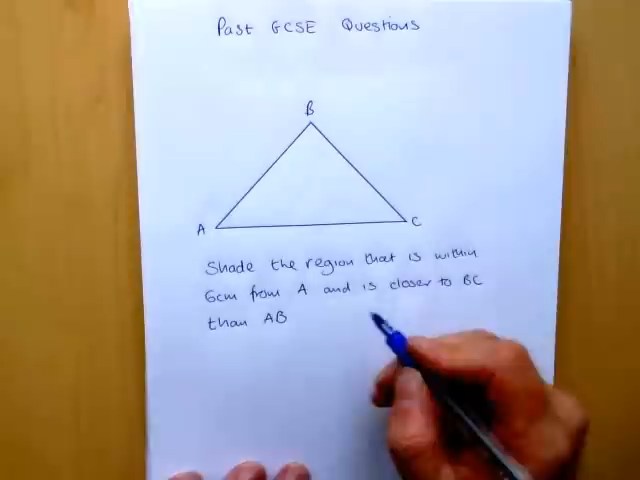 Past GCSE Questions
B
A
C
Shade the region that is within
6cm from A and is closer to BC
than AB